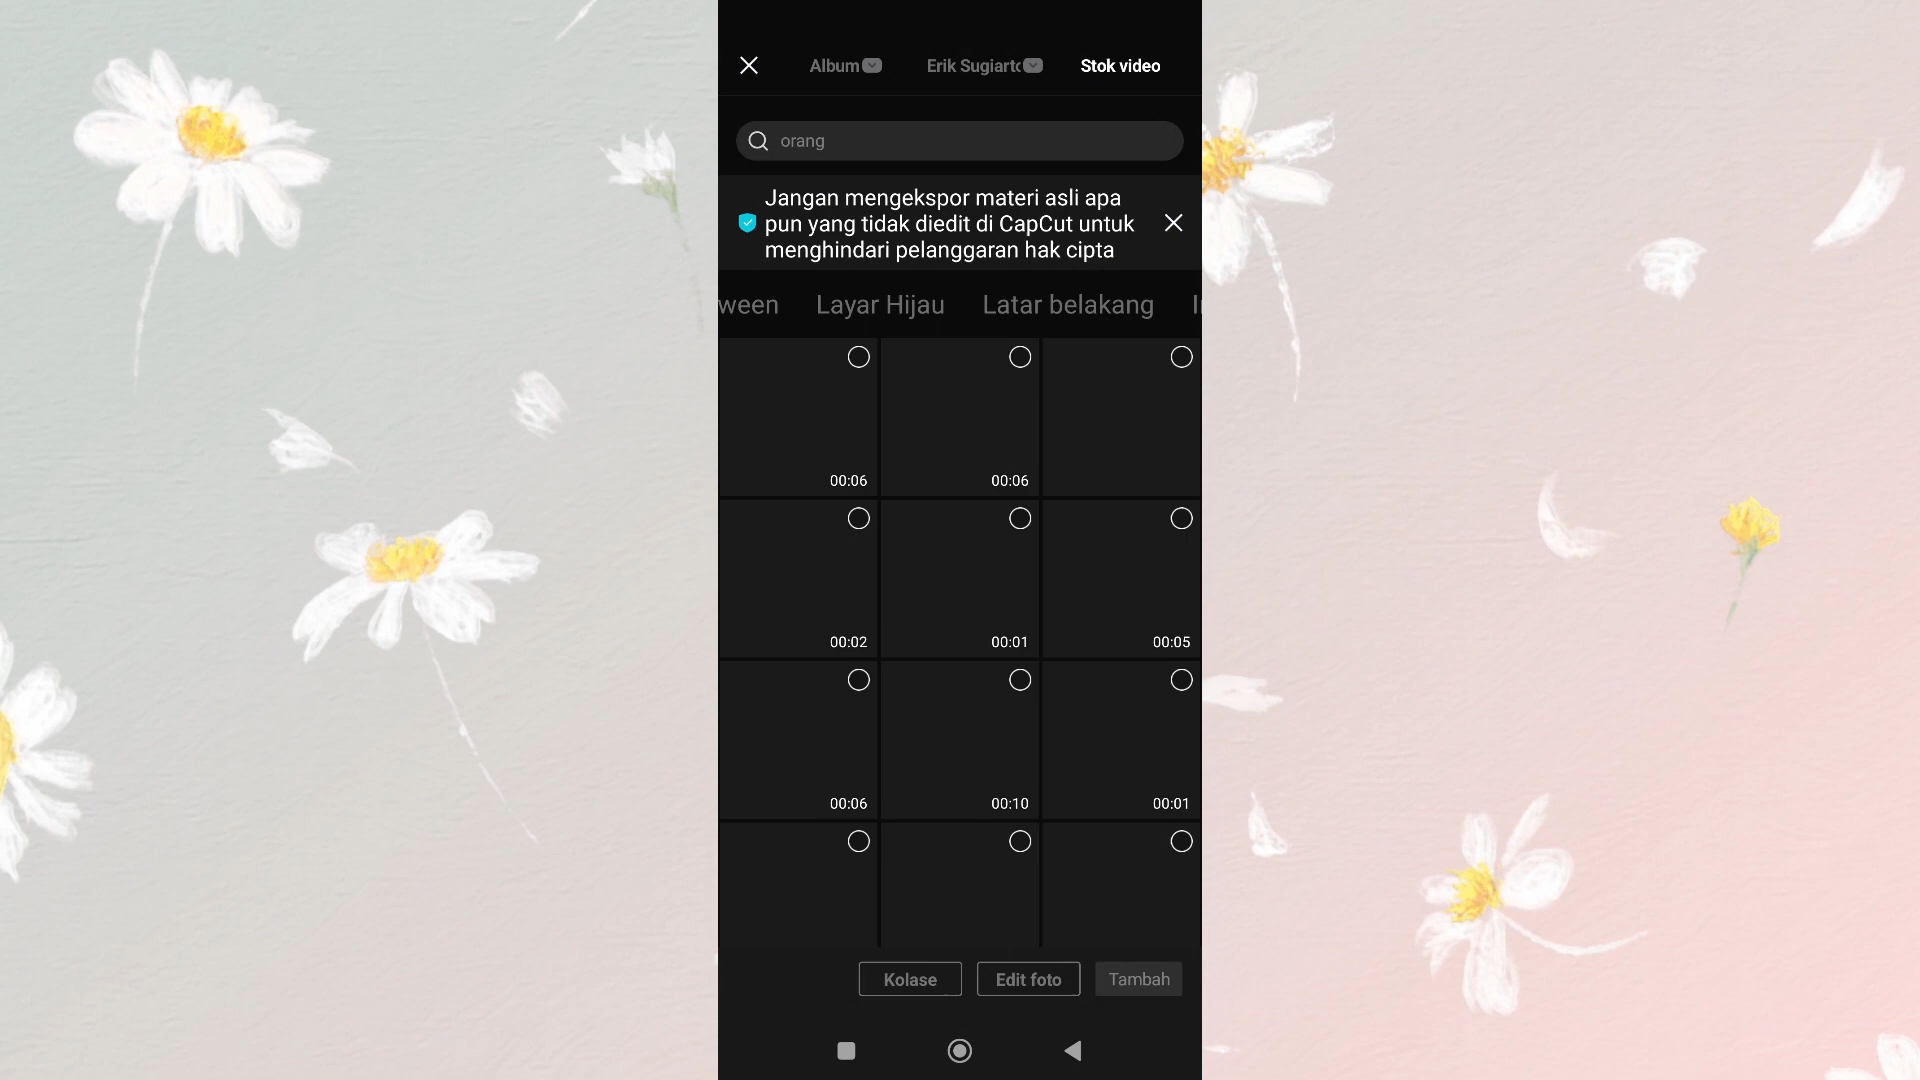 Album
Erik Sugiarto
Stok video
orang
Jangan mengekspor materi asli apa
pun yang tidak diedit di CapCut untuk
menghindari pelanggaran hak cipta
ween
Layar Hijau
Latar belakang
00:06
00:06
00:02
00:01
00:05
00:06
00:10
00:01
Kolase
Edit foto
Tambah